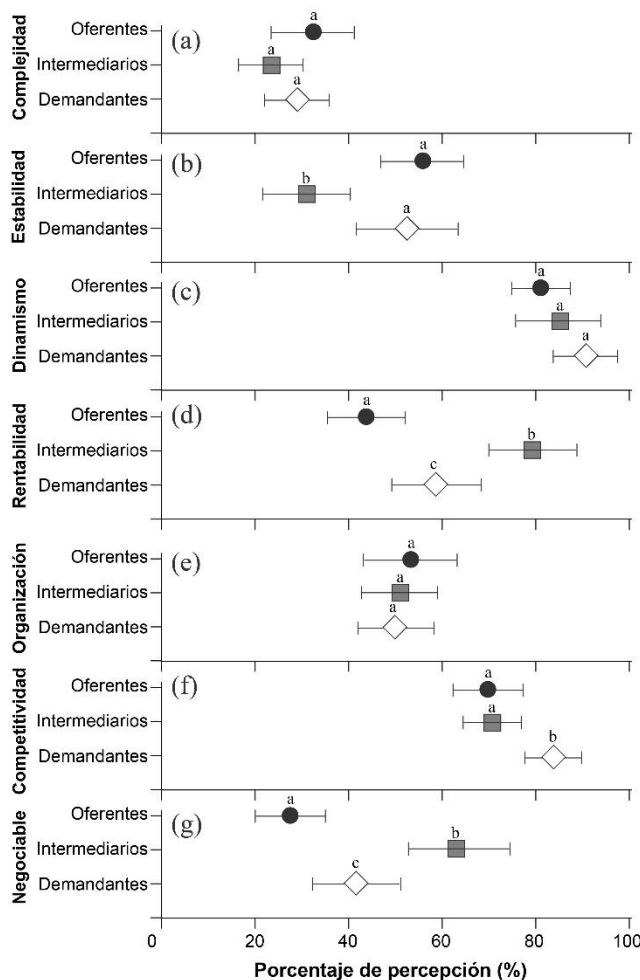 Complejidad
(a)
Oferentes a
Intermediarios a
Demandantes a
Estabilidad
(b)
Oferentes a
Intermediarios b
Demandantes a
Dinamismo
(c)
Oferentes a
Intermediarios a
Demandantes a
Rentabilidad
(d)
Oferentes a
Intermediarios b
Demandantes c
Organización
(e)
Oferentes a
Intermediarios a
Demandantes a
Competitividad
(f)
Oferentes a
Intermediarios a
Demandantes b
Negociable
(g)
Oferentes a
Intermediarios b
Demandantes c
0 20 40 60 80 100
Porcentaje de percepción (%)